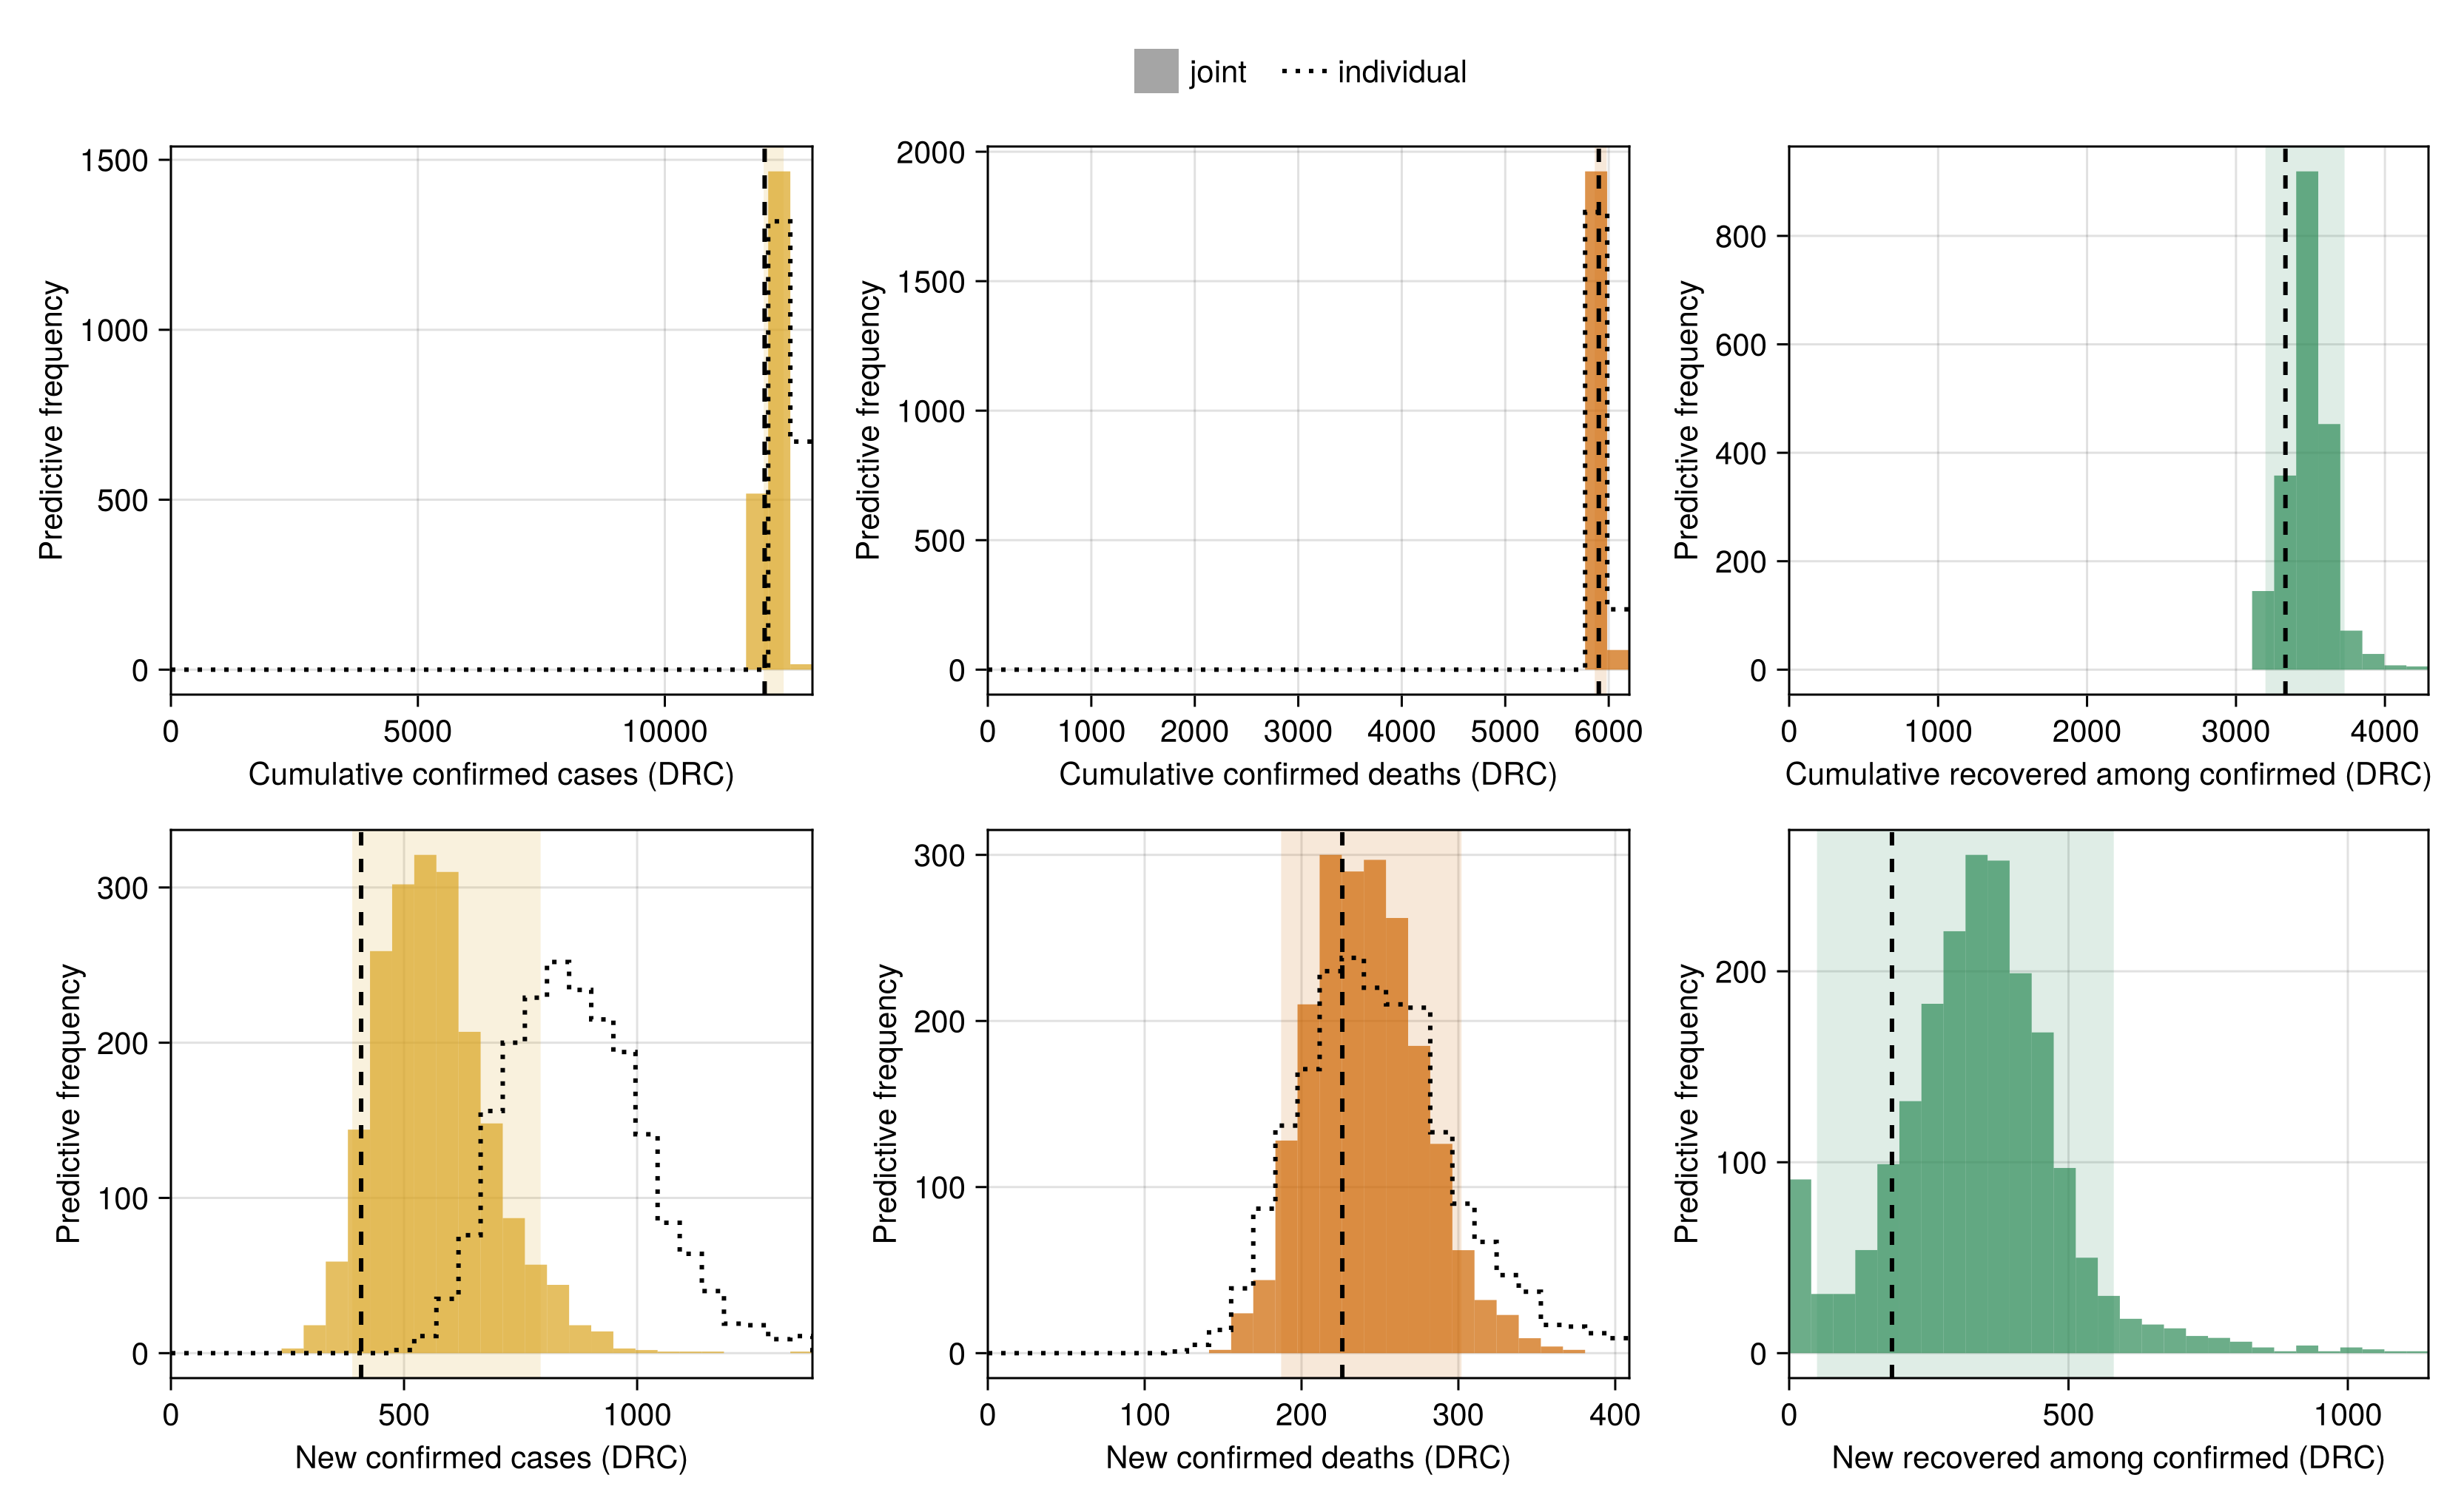 joint individual
1500
1000
500
0
Predictive frequency
0 5000 10000
Cumulative confirmed cases (DRC)
2000
1500
1000
500
0
Predictive frequency
0 1000 2000 3000 4000 5000 6000
Cumulative confirmed deaths (DRC)
800
600
400
200
0
Predictive frequency
0 1000 2000 3000 4000
Cumulative recovered among confirmed (DRC)
300
200
100
0
Predictive frequency
0 500 1000
New confirmed cases (DRC)
300
200
100
0
Predictive frequency
0 100 200 300 400
New confirmed deaths (DRC)
200
100
0
Predictive frequency
0 500 1000
New recovered among confirmed (DRC)